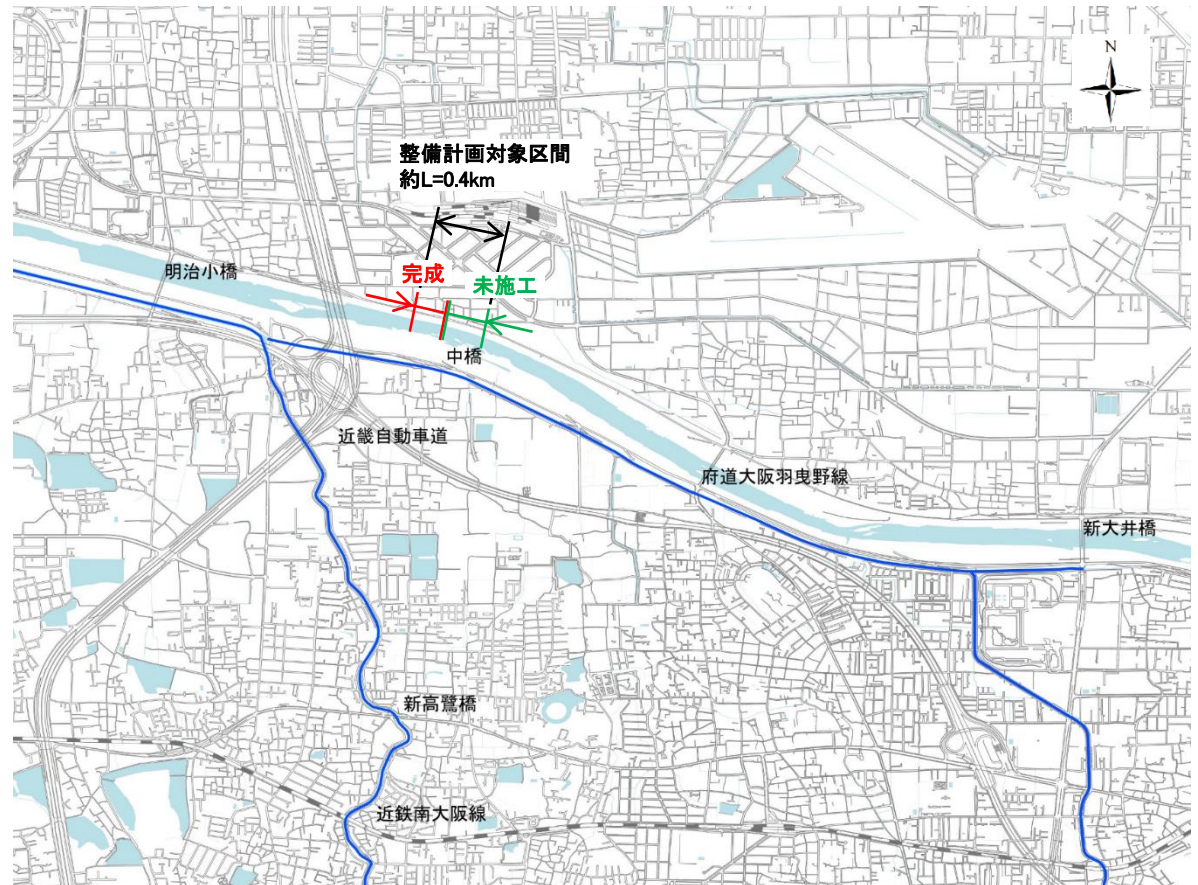 N
整備計画対象区間
約L=0.4km
明治小橋
完成
未施工
中橋
近畿自動車道
府道大阪羽曳野線
新大井橋
新高鷲橋
近鉄南大阪線